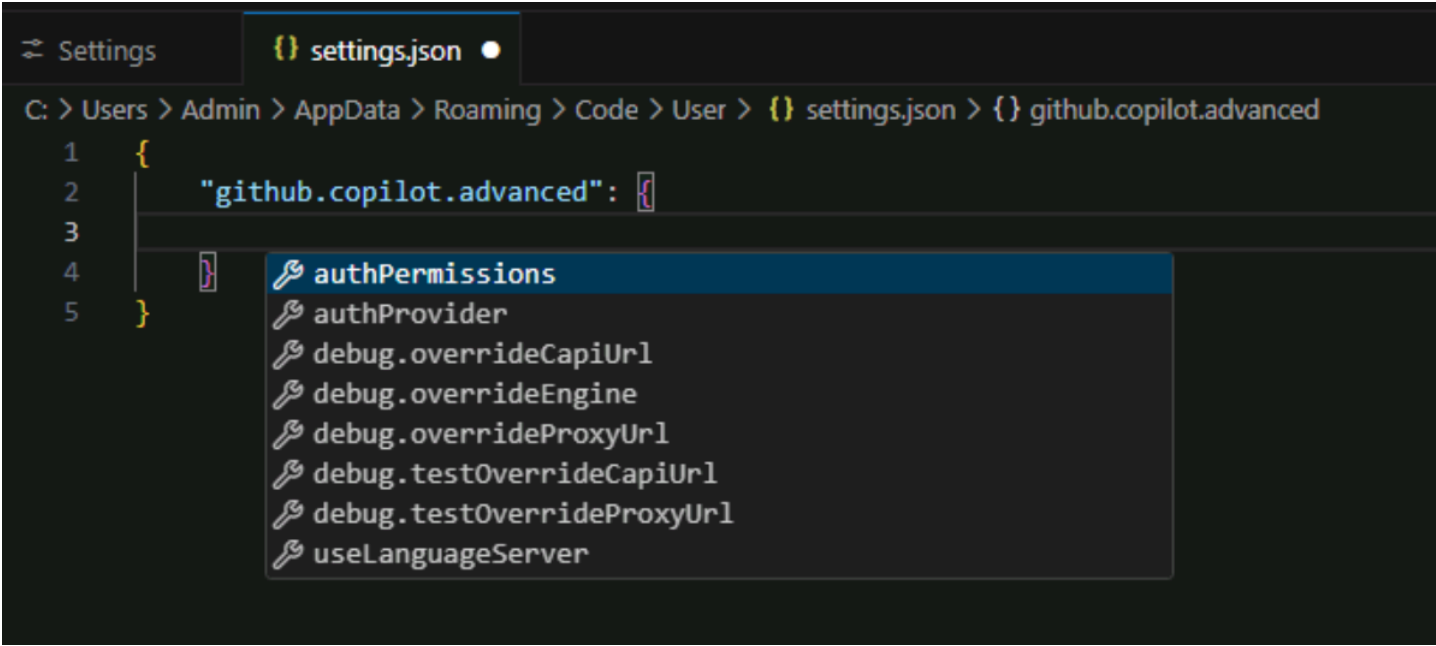 Settings {} settings.json
C: > Users > Admin > AppData > Roaming > Code > User > {} settings.json > {} github.copilot.advanced
1 {
2 "github.copilot.advanced": {
3
4 }
5 }
authPermissions
authProvider
debug.overrideCapiUrl
debug.overrideEngine
debug.overrideProxyUrl
debug.testOverrideCapiUrl
debug.testOverrideProxyUrl
useLanguageServer